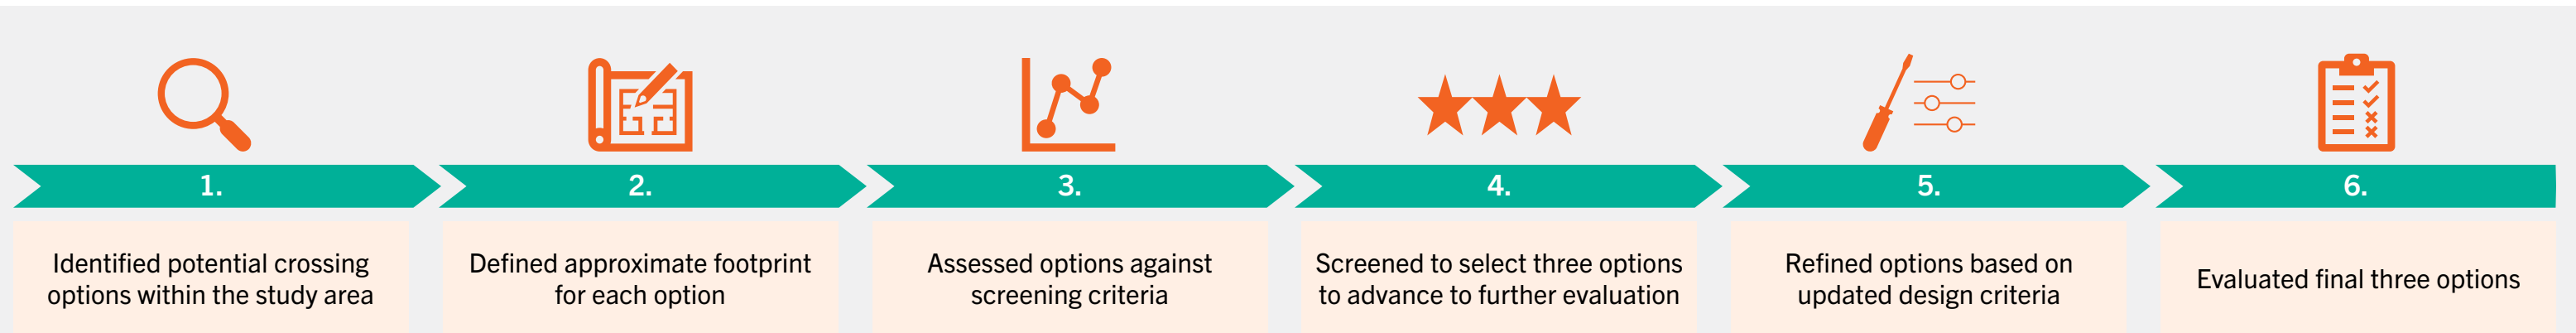 1.
Identified potential crossing
options within the study area
2.
Defined approximate footprint
for each option
3.
Assessed options against
screening criteria
4.
Screened to select three options
to advance to further evaluation
5.
Refined options based on
updated design criteria
6.
Evaluated final three options